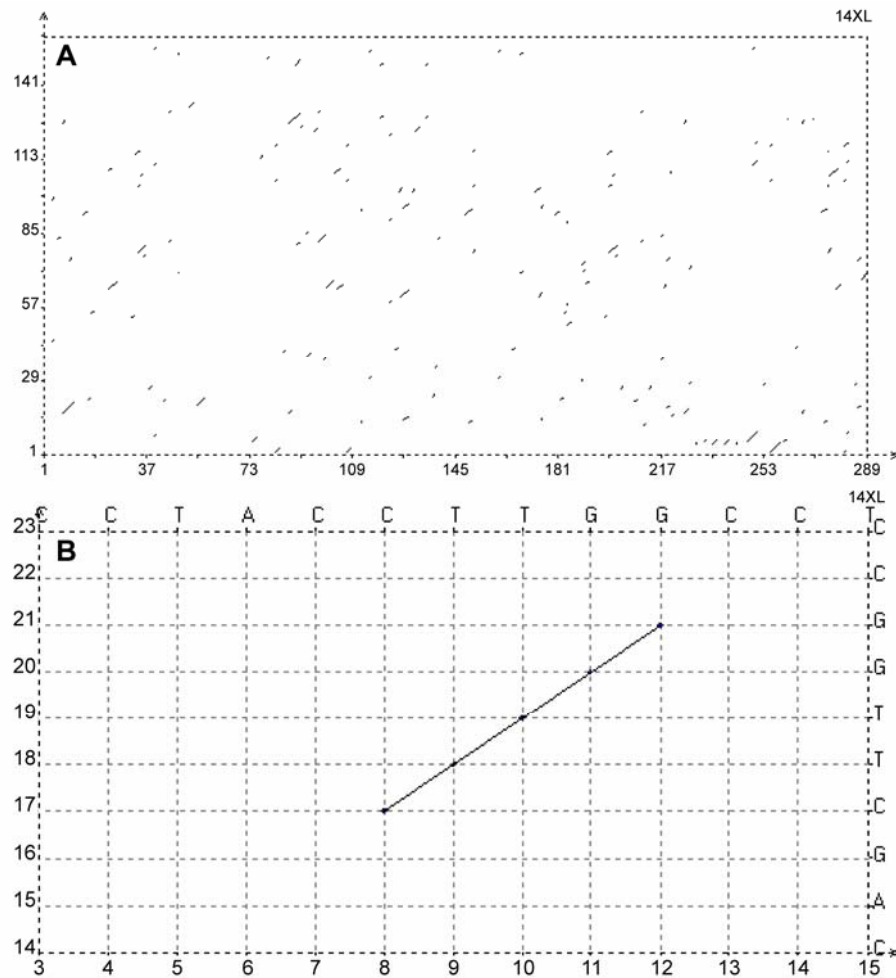 14XL
A
141
113
85
57
29
1
1 37 73 109 145 181 217 253 289
14XL
C C T A C C T T G G C C T
B
23 C
22 C
21 G
20 G
19 T
18 T
17 C
16 G
15 A
14 C
3 4 5 6 7 8 9 10 11 12 13 14 15